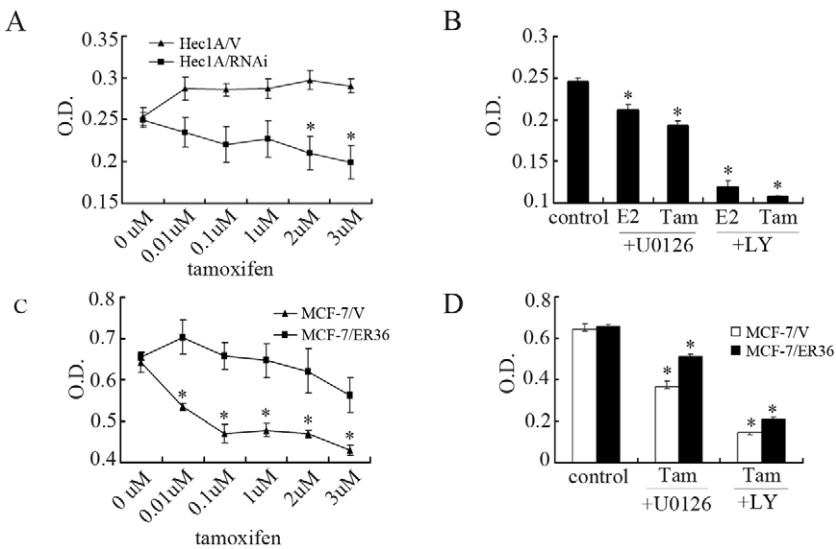 A
Hec1A/V
Hec1A/RNAi
O.D.
0.35
0.3
0.25
0.2
0.15
* *
0 uM 0.01uM 0.1uM 1uM 2uM 3uM
tamoxifen
B
O.D.
0.35
0.3
0.25
0.2
0.15
0.1
* * * *
control E2 Tam E2 Tam
+U0126 +LY
C
MCF-7/V
MCF-7/ER36
O.D.
0.8
0.7
0.6
0.5
0.4
* * * * *
0 uM 0.01uM 0.1uM 1uM 2uM 3uM
tamoxifen
D
MCF-7/V
MCF-7/ER36
O.D.
0.8
0.6
0.4
0.2
0
* * * *
control Tam Tam
+U0126 +LY